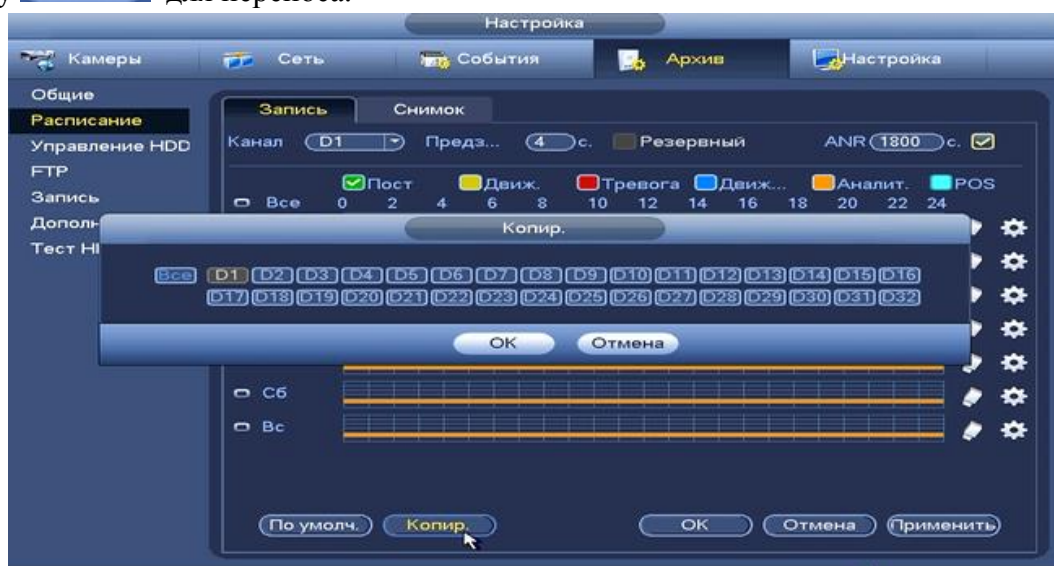 для переноса.
Настройка
Камеры Сеть События Архив Настройка
Общие
Расписание
Управление HDD
FTP
Запись
Тест
Запись Снимок
Канал D1 Предз... 4 с. Резервный ANR 1800 с.
Пост Движ. Тревога Движ... Аналит. POS
Все 0 2 4 6 8 10 12 14 16 18 20 22 24
Копир.
Все D1 D2 D3 D4 D5 D6 D7 D8 D9 D10 D11 D12 D13 D14 D15 D16
D17 D18 D19 D20 D21 D22 D23 D24 D25 D26 D27 D28 D29 D30 D31 D32
OK Отмена
Сб
Вс
По умолч. Копир. OK Отмена Применить